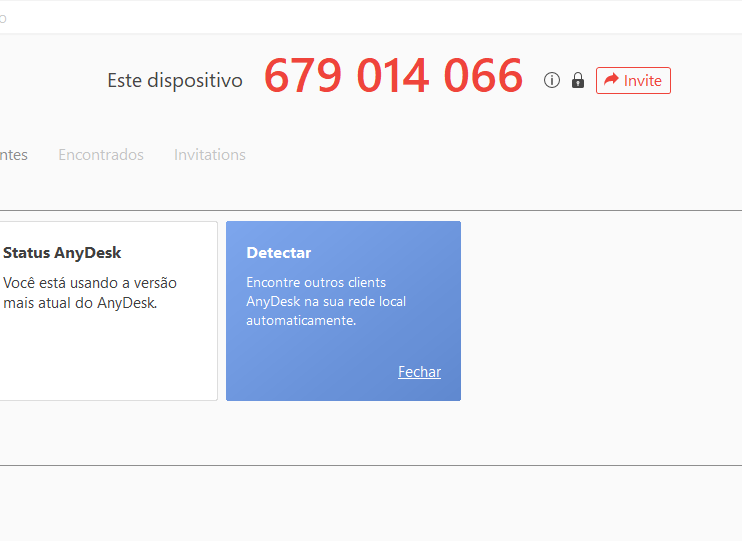 Este dispositivo 679 014 066 Invite
ntes Encontrados Invitations
Status AnyDesk
Você está usando a versão
mais atual do AnyDesk.
Detectar
Encontre outros clients
AnyDesk na sua rede local
automaticamente.
Fechar